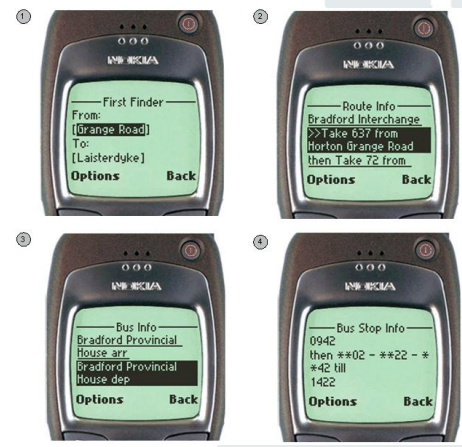 1
NOKIA
First Finder
From:
[Grange Road]
To:
[Laisterdyke]
Options Back
2
NOKIA
Route Info
Bradford Interchange
>>Take 637 from
Horton Grange Road
then Take 72 from
Options Back
3
NOKIA
Bus Info
Bradford Provincial
House arr
Bradford Provincial
House dep
Options Back
4
NOKIA
Bus Stop Info
0942
then **02 - **22 - *
*42 till
1422
Options Back